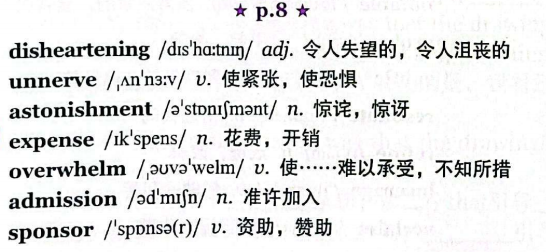 ★ p.8 ★
disheartening /dɪsˈhɑːtnɪŋ/ adj. 令人失望的，令人沮丧的
unnerve /ˌʌnˈnɜːv/ v. 使紧张，使恐惧
astonishment /əˈstɒnɪʃmənt/ n. 惊诧，惊讶
expense /ɪkˈspens/ n. 花费，开销
overwhelm /ˌəʊvəˈwelm/ v. 使……难以承受，不知所措
admission /ədˈmɪʃn/ n. 准许加入
sponsor /ˈspɒnsə(r)/ v. 资助，赞助